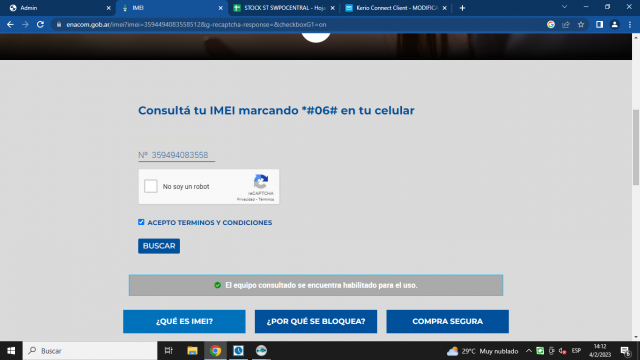 Admin
IMEI
STOCK ST SWPOCENTRAL - Hoja
Kerio Connect Client - MODIFICA
enacom.gob.ar/imei?imei=359494083558512&g-recaptcha-response=&checkboxG1=on
Consultá tu IMEI marcando *#06# en tu celular
Nº 359494083558
No soy un robot
reCAPTCHA
Privacidad - Términos
ACEPTO TERMINOS Y CONDICIONES
BUSCAR
El equipo consultado se encuentra habilitado para el uso.
¿QUÉ ES IMEI?
¿POR QUÉ SE BLOQUEA?
COMPRA SEGURA
Buscar
29°C Muy nublado
ESP
14:12
4/2/2023